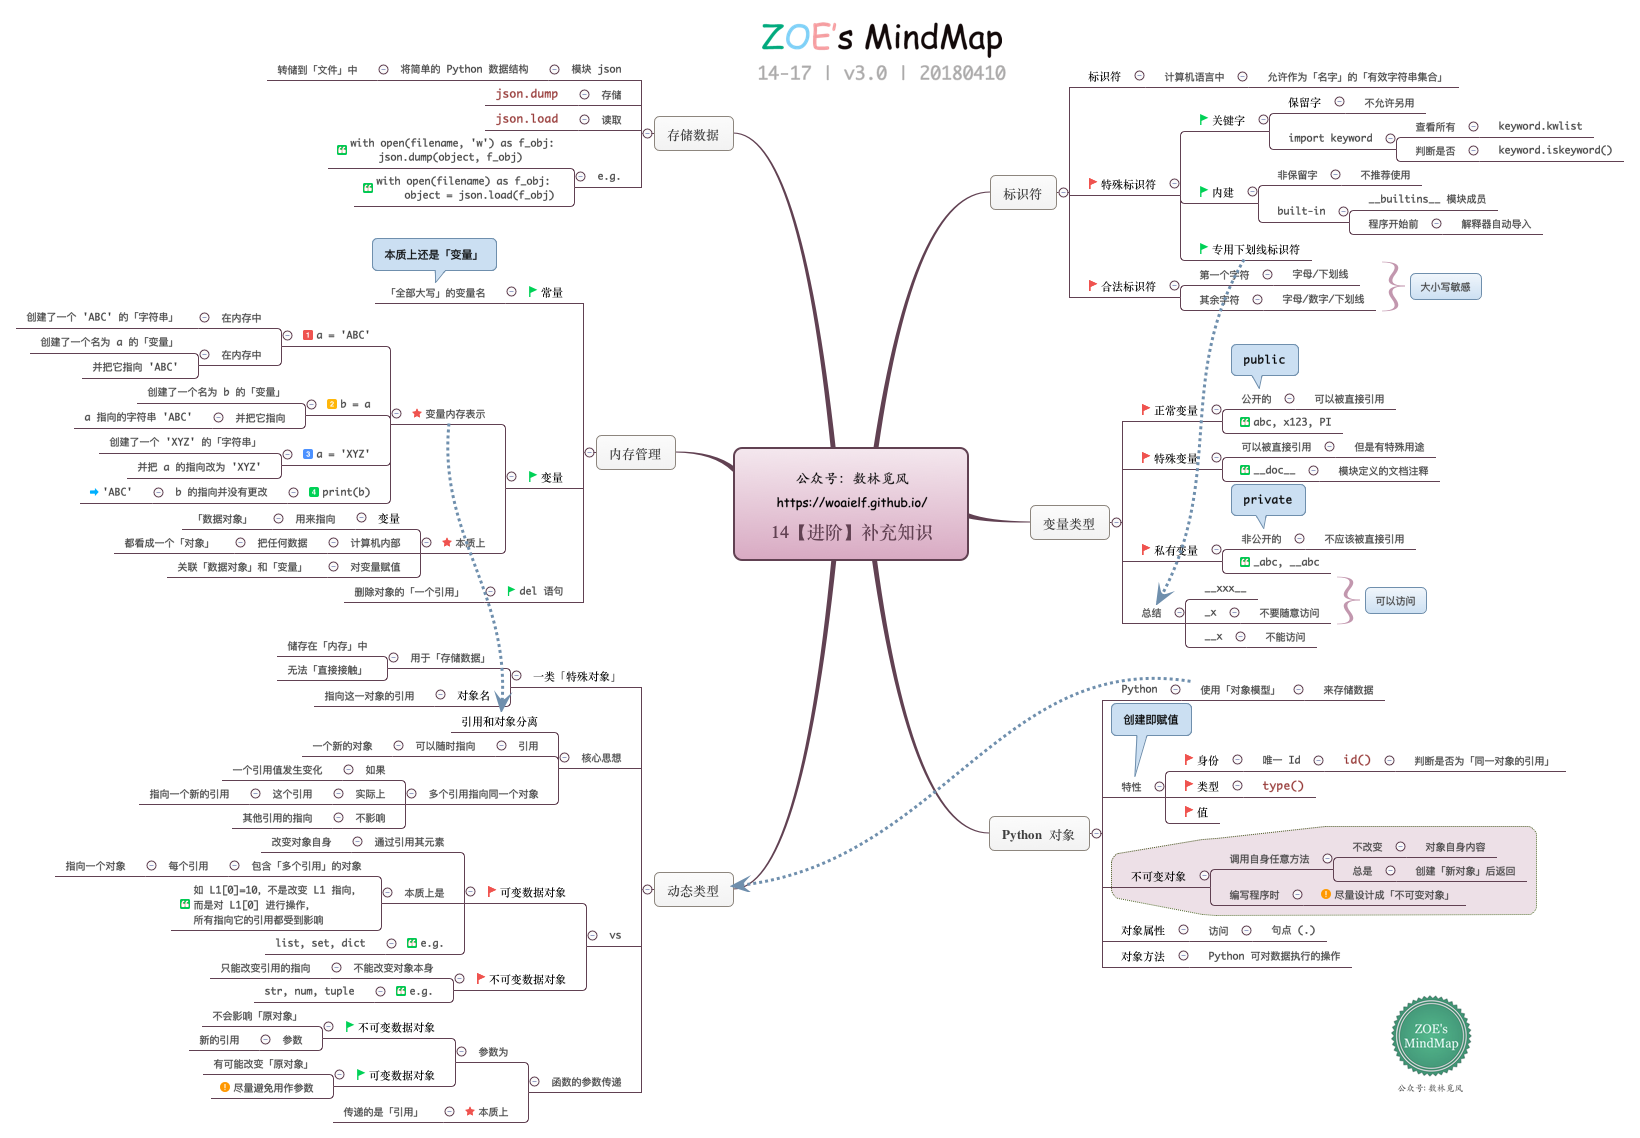 ZOE's MindMap
14-17 | v3.0 | 20180410
公众号：数林觅风
https://woaielf.github.io/
14【进阶】补充知识
存储数据
模块 json
将简单的 Python 数据结构
转储到「文件」中
存储
json.dump
读取
json.load
e.g.
with open(filename, 'w') as f_obj:
json.dump(object, f_obj)
with open(filename) as f_obj:
object = json.load(f_obj)
内存管理
本质上还是「变量」
常量
「全部大写」的变量名
变量
变量内存表示
1 a = 'ABC'
在内存中
创建了一个 'ABC' 的「字符串」
在内存中
创建了一个名为 a 的「变量」
并把它指向 'ABC'
2 b = a
创建了一个名为 b 的「变量」
并把它指向
a 指向的字符串 'ABC'
3 a = 'XYZ'
创建了一个 'XYZ' 的「字符串」
并把 a 的指向改为 'XYZ'
4 print(b)
b 的指向并没有更改
'ABC'
本质上
变量
用来指向
「数据对象」
计算机内部
把任何数据
都看成一个「对象」
对变量赋值
关联「数据对象」和「变量」
del 语句
删除对象的「一个引用」
动态类型
一类「特殊对象」
用于「存储数据」
储存在「内存」中
无法「直接接触」
对象名
指向这一对象的引用
核心思想
引用和对象分离
引用
可以随时指向
一个新的对象
多个引用指向同一个对象
如果
一个引用值发生变化
实际上
这个引用
指向一个新的引用
不影响
其他引用的指向
vs
可变数据对象
通过引用其元素
改变对象自身
本质上是
包含「多个引用」的对象
每个引用
指向一个对象
如 L1[0]=10, 不是改变 L1 指向,
而是对 L1[0] 进行操作,
所有指向它的引用都受到影响
e.g.
list, set, dict
不可变数据对象
不能改变对象本身
只能改变引用的指向
e.g.
str, num, tuple
函数的参数传递
参数为
不可变数据对象
不会影响「原对象」
参数
新的引用
可变数据对象
有可能改变「原对象」
尽量避免用作参数
本质上
传递的是「引用」
标识符
标识符
计算机语言中
允许作为「名字」的「有效字符串集合」
特殊标识符
关键字
保留字
不允许另用
import keyword
查看所有
keyword.kwlist
判断是否
keyword.iskeyword()
内建
非保留字
不推荐使用
built-in
__builtins__ 模块成员
程序开始前
解释器自动导入
专用下划线标识符
合法标识符
第一个字符
字母/下划线
其余字符
字母/数字/下划线
大小写敏感
变量类型
public
正常变量
公开的
可以被直接引用
abc, x123, PI
特殊变量
可以被直接引用
但是有特殊用途
__doc__
模块定义的文档注释
private
私有变量
非公开的
不应该被直接引用
_abc, __abc
总结
__xxx__
_x
不要随意访问
__x
不能访问
可以访问
Python 对象
Python
使用「对象模型」
来存储数据
创建即赋值
特性
身份
唯一 Id
id()
判断是否为「同一对象的引用」
类型
type()
值
不可变对象
调用自身任意方法
不改变
对象自身内容
总是
创建「新对象」后返回
编写程序时
尽量设计成「不可变对象」
对象属性
访问
句点 (.)
对象方法
Python 可对数据执行的操作
ZOE's
MindMap
公众号: 数林觅风